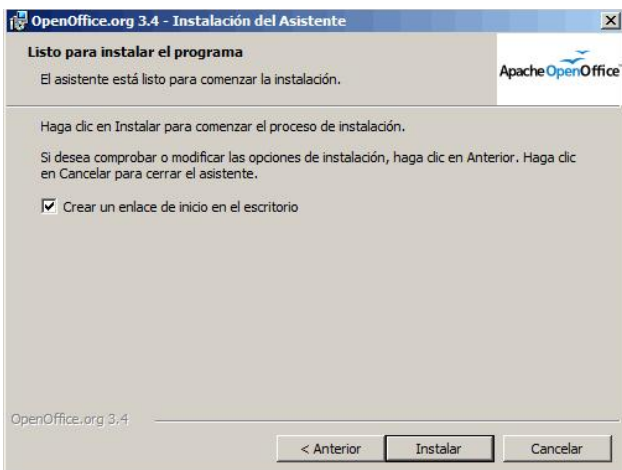 OpenOffice.org 3.4 - Instalación del Asistente
Listo para instalar el programa
El asistente está listo para comenzar la instalación.
Apache OpenOffice
Haga clic en Instalar para comenzar el proceso de instalación.
Si desea comprobar o modificar las opciones de instalación, haga clic en Anterior. Haga clic
en Cancelar para cerrar el asistente.
Crear un enlace de inicio en el escritorio
OpenOffice.org 3.4
< Anterior
Instalar
Cancelar